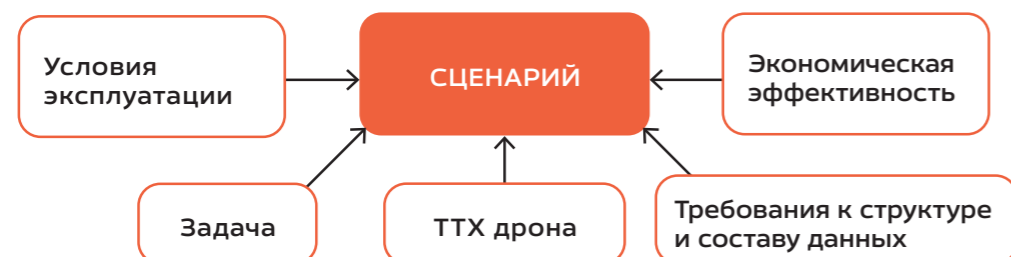 Условия
эксплуатации
СЦЕНАРИЙ
Экономическая
эффективность
Задача
ТТХ дрона
Требования к структуре
и составу данных